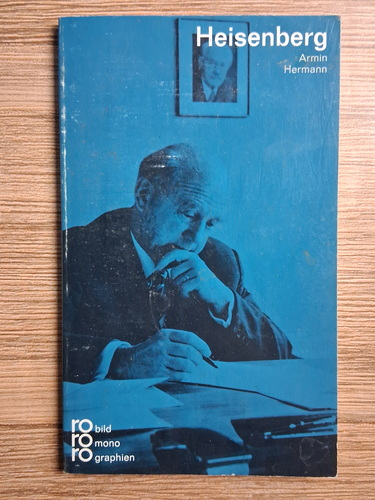 Heisenberg
Armin
Hermann
ro bild
ro mono
ro graphien